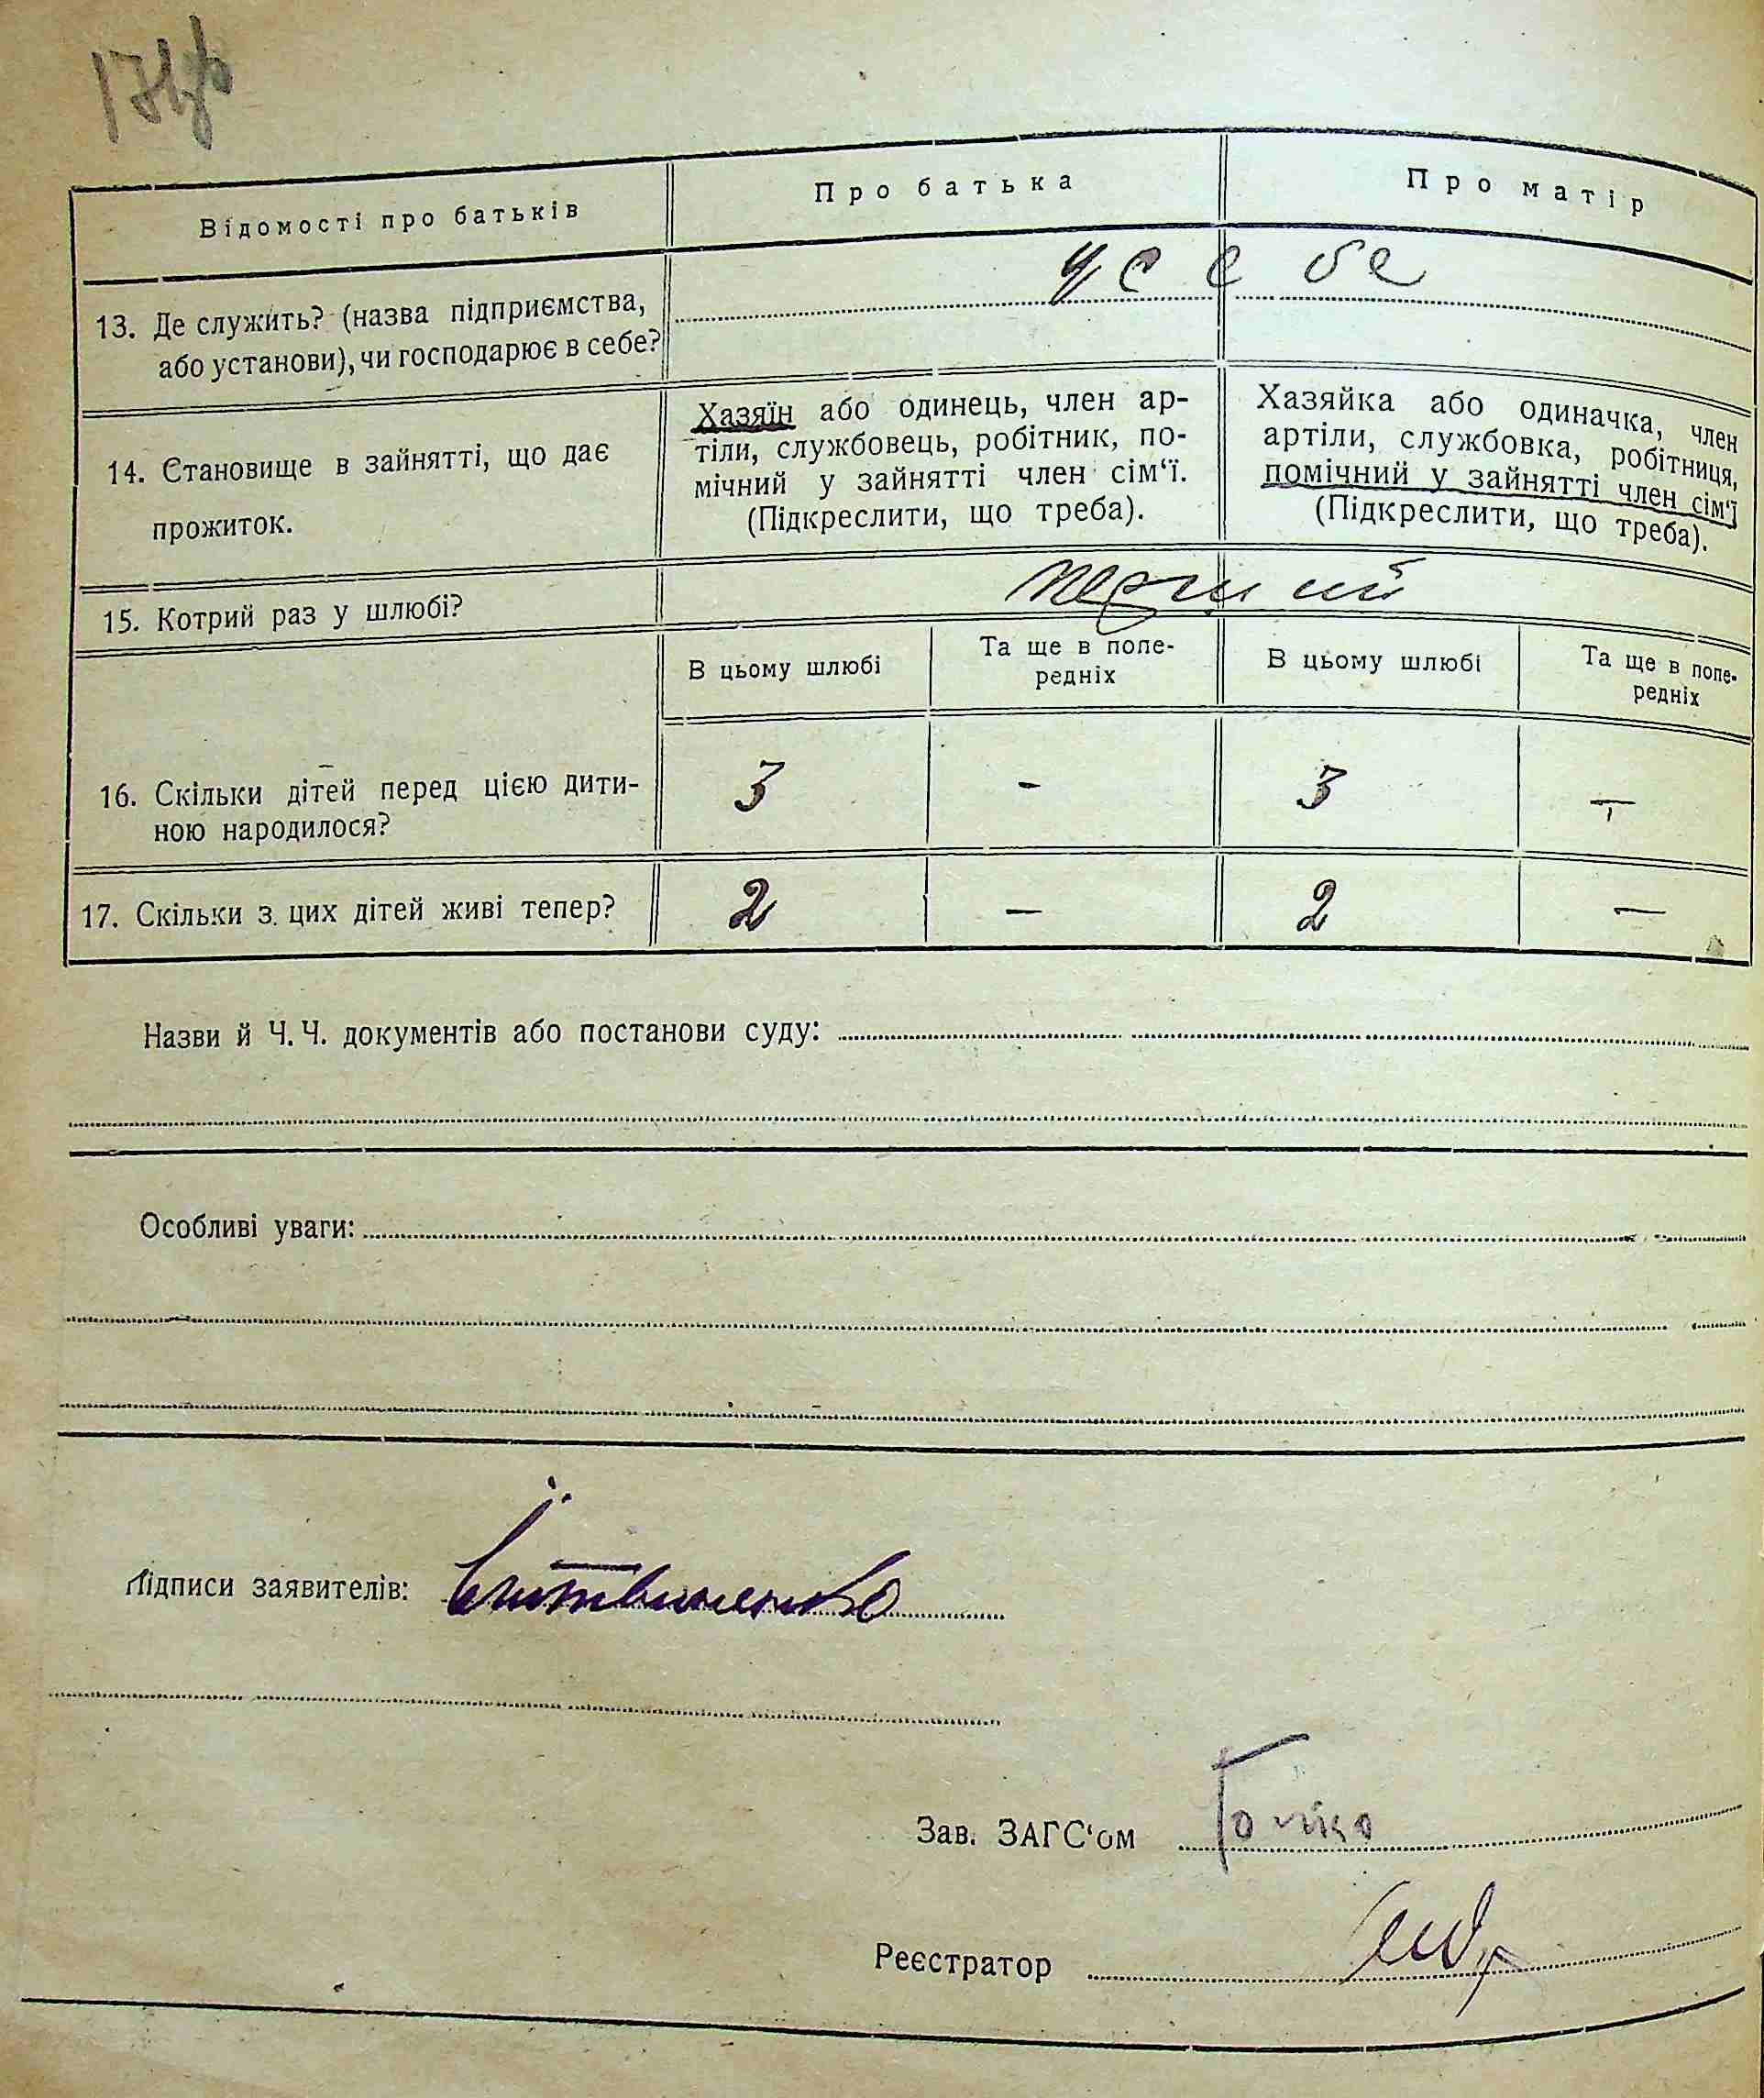 Відомості про батьків
Про батька
Про матір
13. Де служить? (назва підприємства,
або установи), чи господарює в себе?
у себе
14. Становище в зайнятті, що дає
прожиток.
Хазяїн або одинець, член ар-
тіли, службовець, робітник, по-
мічний у зайнятті член сім‘ї.
(Підкреслити, що треба).
Хазяйка або одиначка, член
артіли, службовка, робітниця,
помічний у зайнятті член сім‘ї
(Підкреслити, що треба).
15. Котрий раз у шлюбі?
перший
В цьому шлюбі
Та ще в попе-
редніх
В цьому шлюбі
Та ще в попе-
редніх
16. Скільки дітей перед цією дити-
ною народилося?
3 - 3 -
17. Скільки з цих дітей живі тепер?
2 — 2 —
Назви й Ч. Ч. документів або постанови суду:
Особливі уваги:
Підписи заявителів: Литвиненко
Зав. ЗАГС‘ом
Реєстратор